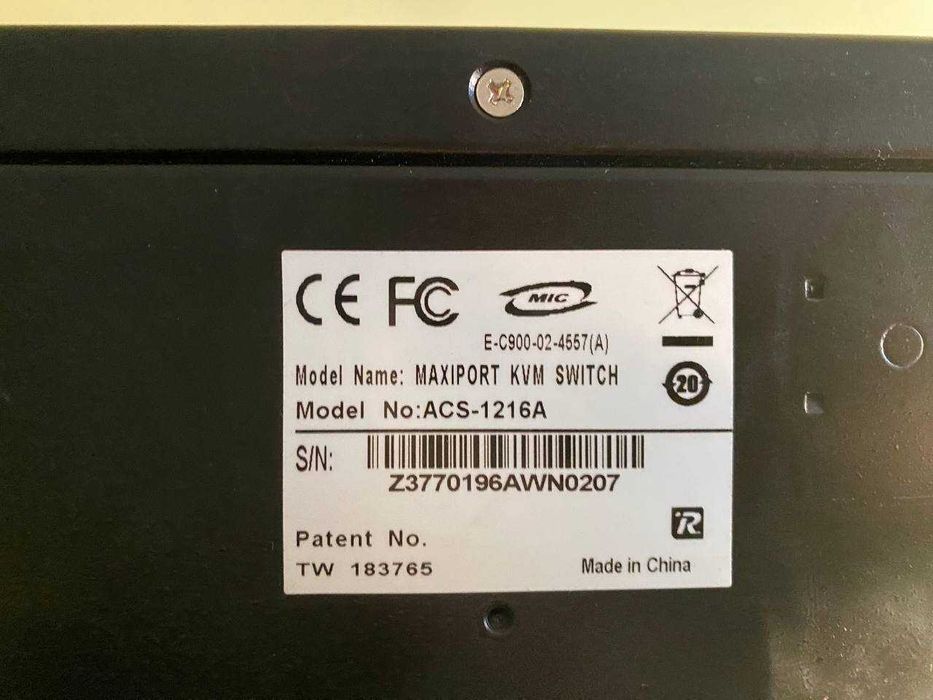 CE FC MIC
E-C900-02-4557(A)
Model Name: MAXIPORT KVM SWITCH
20
Model No:ACS-1216A
S/N:
Z3770196AWN0207
R
Patent No.
TW 183765
Made in China